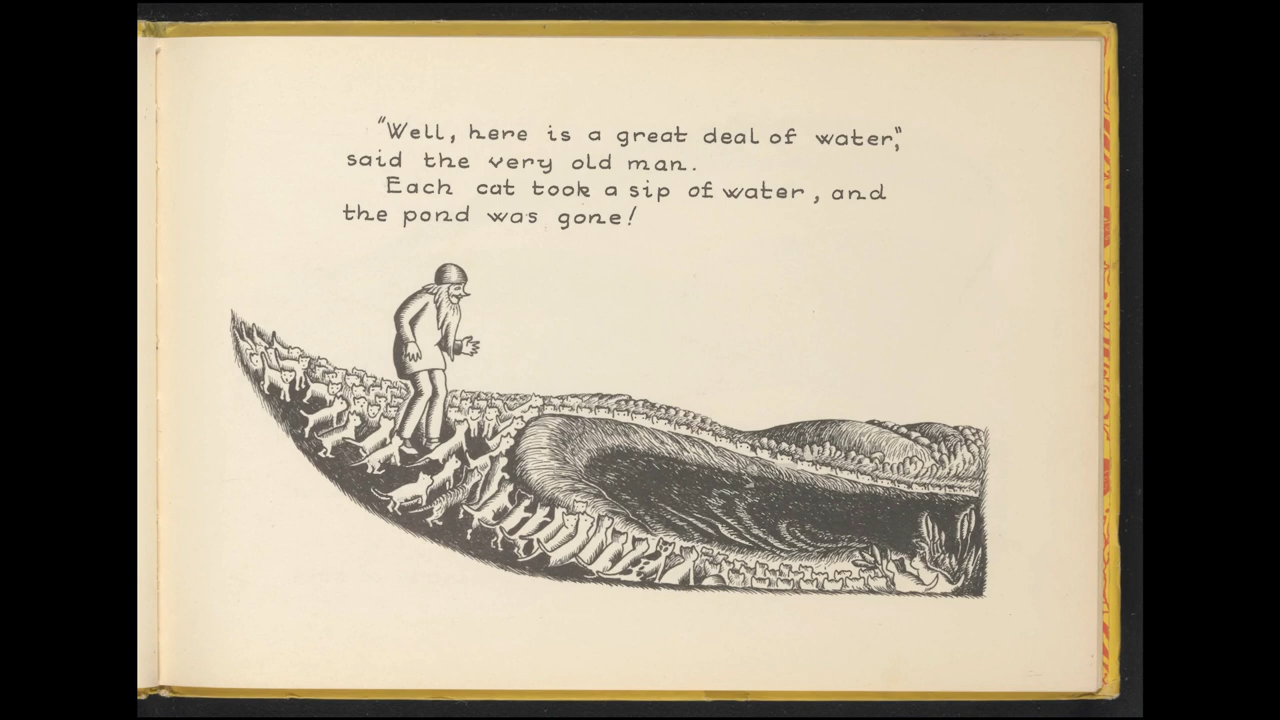 "Well, here is a great deal of water,"
said the very old man.
Each cat took a sip of water, and
the pond was gone!